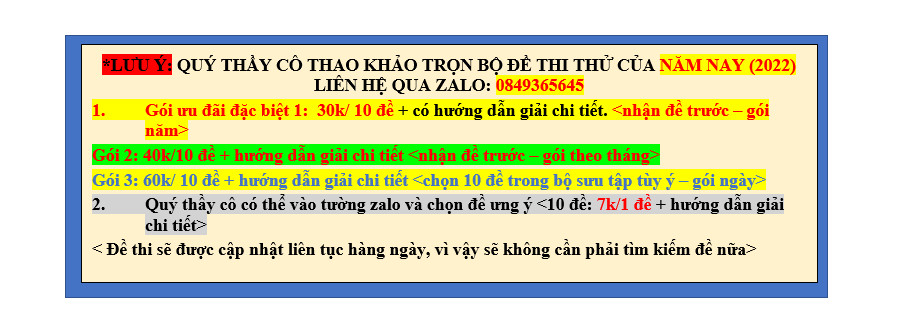 *LƯU Ý: QUÝ THẦY CÔ THAO KHẢO TRỌN BỘ ĐỀ THI THỬ CỦA NĂM NAY (2022)
LIÊN HỆ QUA ZALO: 0849365645
1. Gói ưu đãi đặc biệt 1: 30k/ 10 đề + có hướng dẫn giải chi tiết. <nhận đề trước – gói
năm>
Gói 2: 40k/10 đề + hướng dẫn giải chi tiết <nhận đề trước – gói theo tháng>
Gói 3: 60k/ 10 đề + hướng dẫn giải chi tiết <chọn 10 đề trong bộ sưu tập tùy ý – gói ngày>
2. Quý thầy cô có thể vào tường zalo và chọn đề ưng ý <10 đề: 7k/1 đề + hướng dẫn giải
chi tiết>
< Đề thi sẽ được cập nhật liên tục hàng ngày, vì vậy sẽ không cần phải tìm kiếm đề nữa>